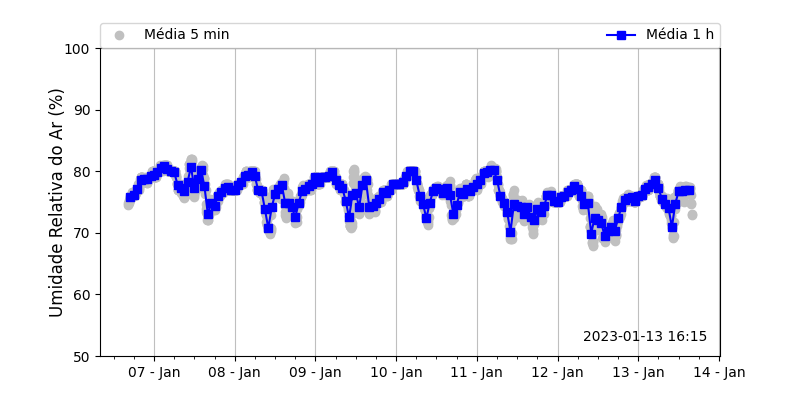 Média 5 min
Média 1 h
Umidade Relativa do Ar (%)
100
90
80
70
60
50
2023-01-13 16:15
07 - Jan
08 - Jan
09 - Jan
10 - Jan
11 - Jan
12 - Jan
13 - Jan
14 - Jan